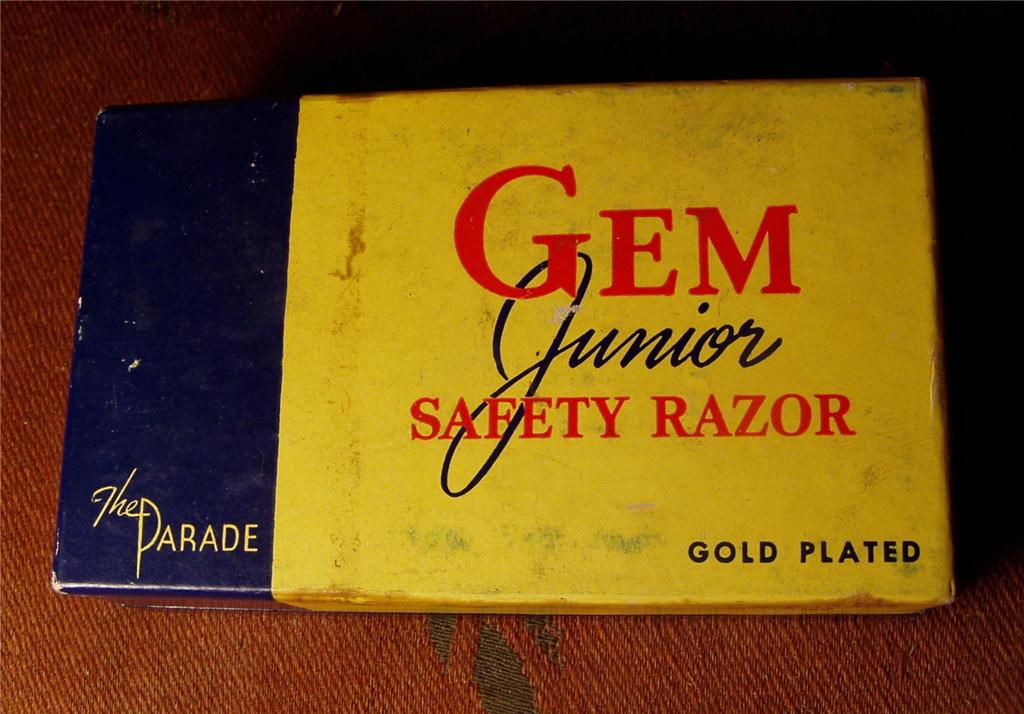 GEM
Junior
SAFETY RAZOR
The PARADE
GOLD PLATED